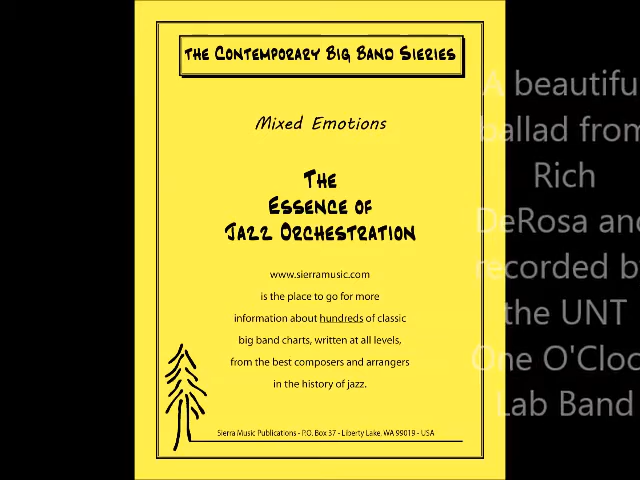 the Contemporary Big Band Sieries
Mixed Emotions
The
Essence of
Jazz Orchestration
www.sierramusic.com
is the place to go for more
information about hundreds of classic
big band charts, written at all levels,
from the best composers and arrangers
in the history of jazz.
Sierra Music Publications - P.O. Box 37 - Liberty Lake, WA 99019 - USA
A beautifu
ballad from
Rich
DeRosa and
recorded by
the UNT
One O'Cloc
Lab Band